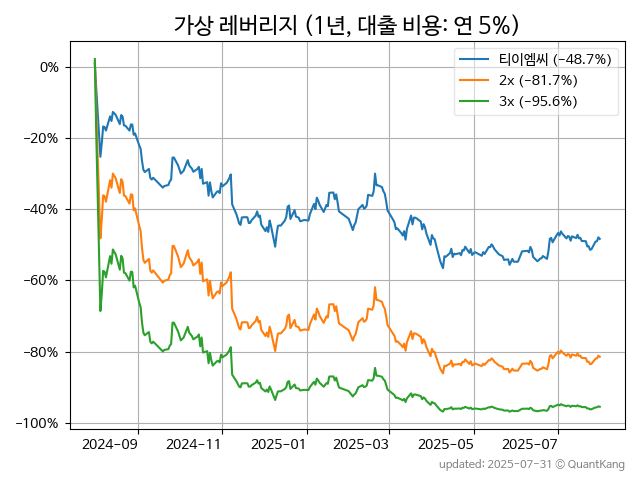 가상 레버리지 (1년, 대출 비용: 연 5%)
티이엠씨 (−48.7%)
2x (−81.7%)
3x (−95.6%)
0%
−20%
−40%
−60%
−80%
−100%
2024-09 2024-11 2025-01 2025-03 2025-05 2025-07
updated: 2025-07-31 © QuantKang